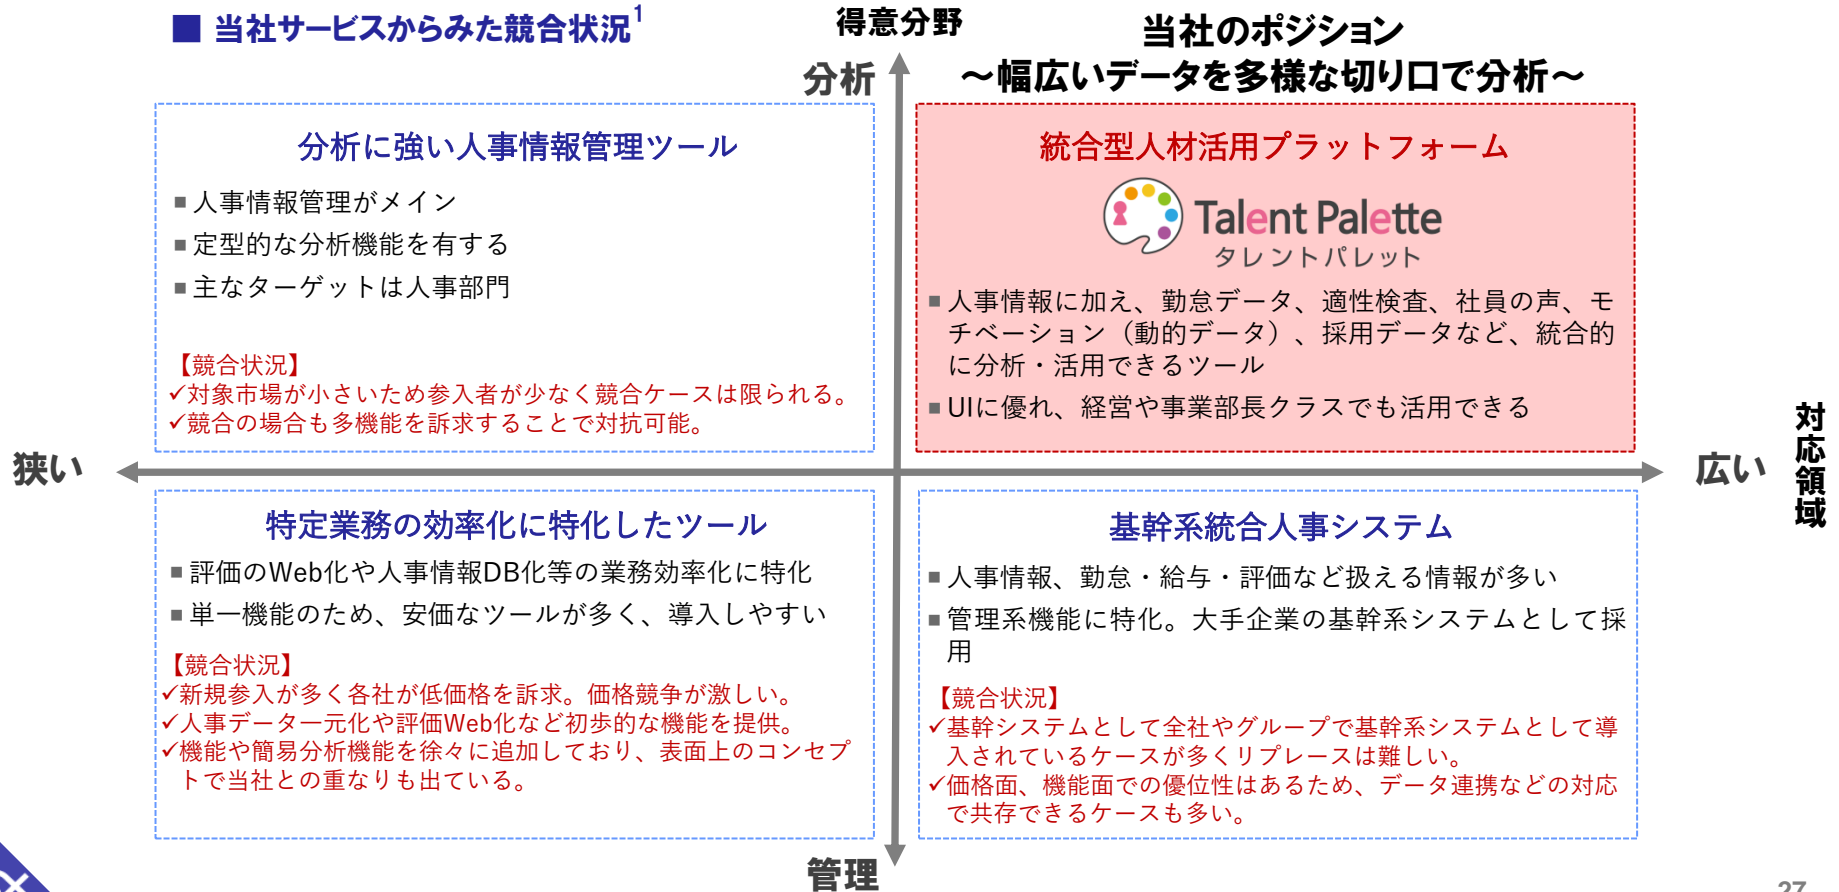 ■ 当社サービスからみた競合状況1
得意分野
当社のポジション
～幅広いデータを多様な切り口で分析～
分析
分析に強い人事情報管理ツール
■人事情報管理がメイン
■定型的な分析機能を有する
■主なターゲットは人事部門
【競合状況】
✓対象市場が小さいため参入者が少なく競合ケースは限られる。
✓競合の場合も多機能を訴求することで対抗可能。
統合型人材活用プラットフォーム
Talent Palette
タレントパレット
■人事情報に加え、勤怠データ、適性検査、社員の声、モ
チベーション（動的データ）、採用データなど、統合的
に分析・活用できるツール
■UIに優れ、経営や事業部長クラスでも活用できる
狭い
広い
対応領域
特定業務の効率化に特化したツール
■評価のWeb化や人事情報DB化等の業務効率化に特化
■単一機能のため、安価なツールが多く、導入しやすい
【競合状況】
✓新規参入が多く各社が低価格を訴求。価格競争が激しい。
✓人事データ一元化や評価Web化など初歩的な機能を提供。
✓機能や簡易分析機能を徐々に追加しており、表面上のコンセプ
トで当社との重なりも出ている。
基幹系統合人事システム
■人事情報、勤怠・給与・評価など扱える情報が多い
■管理系機能に特化。大手企業の基幹系システムとして採
用
【競合状況】
✓基幹システムとして全社やグループで基幹系システムとして導
入されているケースが多くリプレースは難しい。
✓価格面、機能面での優位性はあるため、データ連携などの対応
で共存できるケースも多い。
管理
27